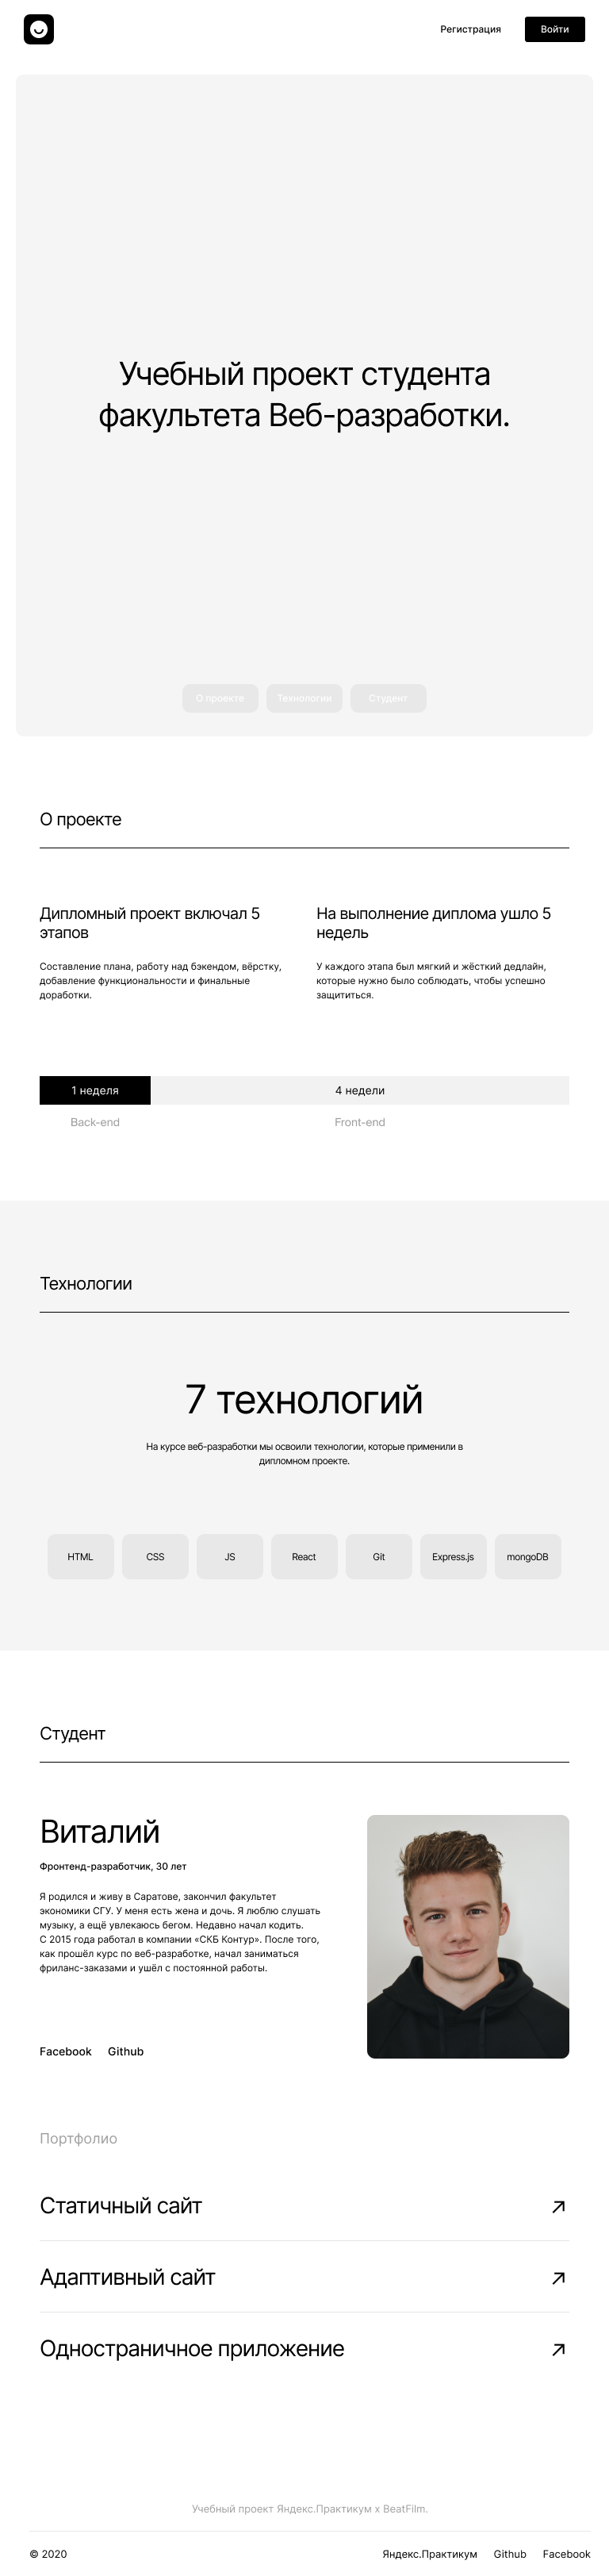 Регистрация
Войти
Учебный проект студента
факультета Веб-разработки.
О проекте
Технологии
Студент
О проекте
Дипломный проект включал 5
этапов
Составление плана, работу над бэкендом, вёрстку,
добавление функциональности и финальные
доработки.
На выполнение диплома ушло 5
недель
У каждого этапа был мягкий и жёсткий дедлайн,
которые нужно было соблюдать, чтобы успешно
защититься.
1 неделя
4 недели
Back-end
Front-end
Технологии
7 технологий
На курсе веб-разработки мы освоили технологии, которые применили в
дипломном проекте.
HTML
CSS
JS
React
Git
Express.js
mongoDB
Студент
Виталий
Фронтенд-разработчик, 30 лет
Я родился и живу в Саратове, закончил факультет
экономики СГУ. У меня есть жена и дочь. Я люблю слушать
музыку, а ещё увлекаюсь бегом. Недавно начал кодить.
С 2015 года работал в компании «СКБ Контур». После того,
как прошёл курс по веб-разработке, начал заниматься
фриланс-заказами и ушёл с постоянной работы.
Facebook
Github
Портфолио
Статичный сайт
Адаптивный сайт
Одностраничное приложение
Учебный проект Яндекс.Практикум х BeatFilm.
© 2020
Яндекс.Практикум
Github
Facebook